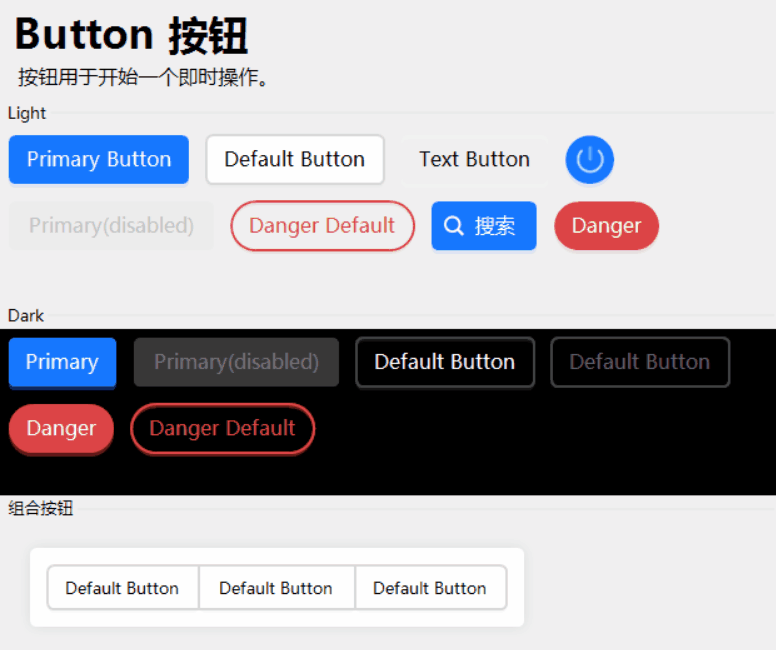 Button 按钮
按钮用于开始一个即时操作。
Light
Primary Button Default Button Text Button
Primary(disabled) Danger Default 搜索 Danger
Dark
Primary Primary(disabled) Default Button Default Button
Danger Danger Default
组合按钮
Default Button Default Button Default Button